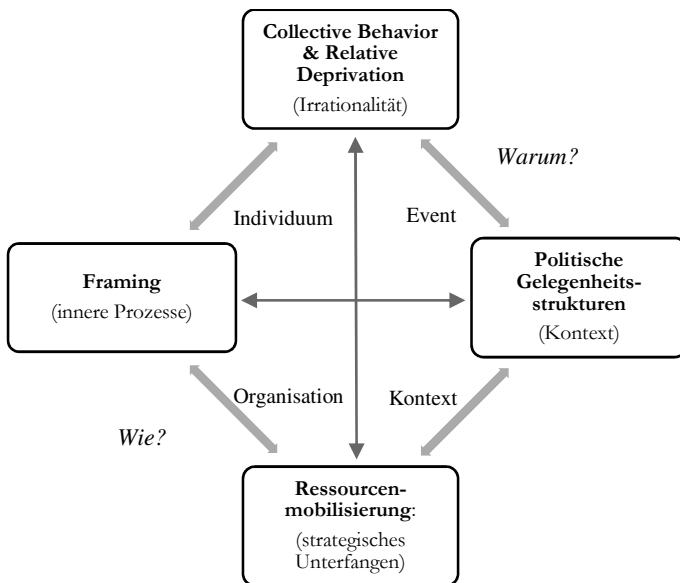 Collective Behavior
& Relative
Deprivation
(Irrationalität)
Warum?
Individuum
Event
Framing
(innere Prozesse)
Politische
Gelegenheits-
strukturen
(Kontext)
Organisation
Kontext
Wie?
Ressourcen-
mobilisierung:
(strategisches
Unterfangen)